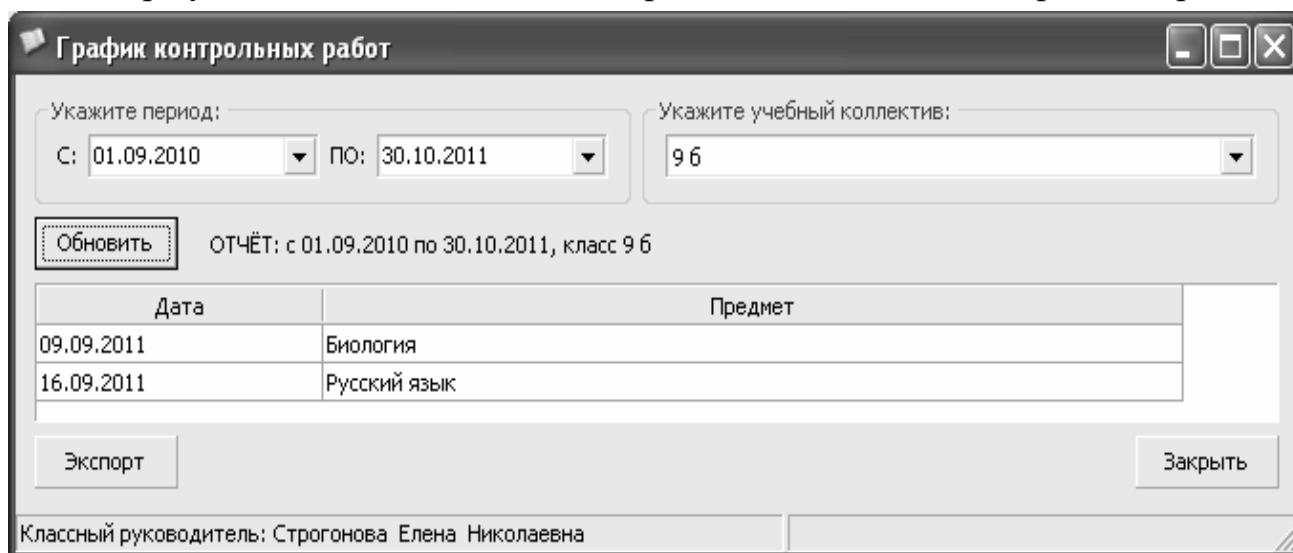 График контрольных работ
Укажите период: Укажите учебный коллектив:
С: 01.09.2010 ПО: 30.10.2011 9 б
Обновить ОТЧЁТ: с 01.09.2010 по 30.10.2011, класс 9 б
Дата Предмет
09.09.2011 Биология
16.09.2011 Русский язык
Экспорт Закрыть
Классный руководитель: Строгонова Елена Николаевна